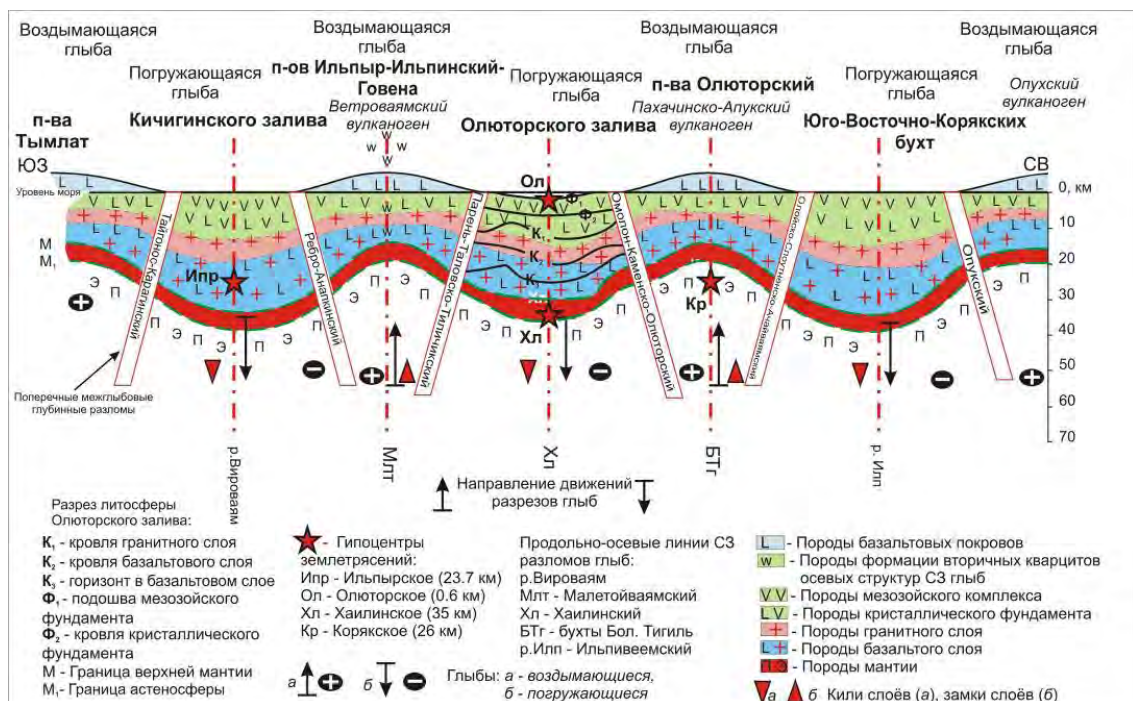 Воздымающаяся
глыба
Погружающаяся
глыба
Воздымающаяся
глыба
п-ов Ильпыр-Ильпинский-
Говена
Ветроваямский
вулканоген
Погружающаяся
глыба
Воздымающаяся
глыба
п-ва Олюторский
Пахачинско-Апукский
вулканоген
Погружающаяся
глыба
Воздымающаяся
глыба
Опухский
вулканоген
п-ва
Тымлат
Кичигинского залива
Олюторского залива
Юго-Восточно-Корякских
бухт
ЮЗ
СВ
Уровень моря
0, км
10
20
30
40
50
60
70
М
М₁
Ол
Ф₁
Ф₂
К₁
К
К
Ипр
Хл
Кр
Э
П
Тайгонос-Карагинский
Ребро-Анапкинский
Парень-Таловско-Тиличикский
Омолон-Каменско-Олюторский
Опукский
Поперечные межглыбовые
глубинные разломы
р.Вироваям
Млт
Хл
БТг
р. Илп
Направление движений
разрезов глыб
Разрез литосферы
Олюторского залива:
К₁ - кровля гранитного слоя
К₂ - кровля базальтового слоя
К₃ - горизонт в базальтовом слое
Ф₁ - подошва мезозойского
фундамента
Ф₂ - кровля кристаллического
фундамента
М - Граница верхней мантии
М₁- Граница астеносферы
- Гипоцентры
землетрясений:
Ипр - Ильпырское (23.7 км)
Ол - Олюторское (0.6 км)
Хл - Хаилинское (35 км)
Кр - Корякское (26 км)
Продольно-осевые линии СЗ
разломов глыб:
р.Вироваям
Млт - Малетойваямский
Хл - Хаилинский
БТг - бухты Бол. Тигиль
р.Илп - Ильпивеемский
а
б
Глыбы: а - воздымающиеся,
б - погружающиеся
L - Породы базальтовых покровов
w - Породы формации вторичных кварцитов
осевых структур СЗ глыб
V V - Породы мезозойского комплекса
L V - Породы кристаллического фундамента
+ - Породы гранитного слоя
L + - Породы базальтого слоя
П Э - Породы мантии
а б Кили слоёв (а), замки слоёв (б)